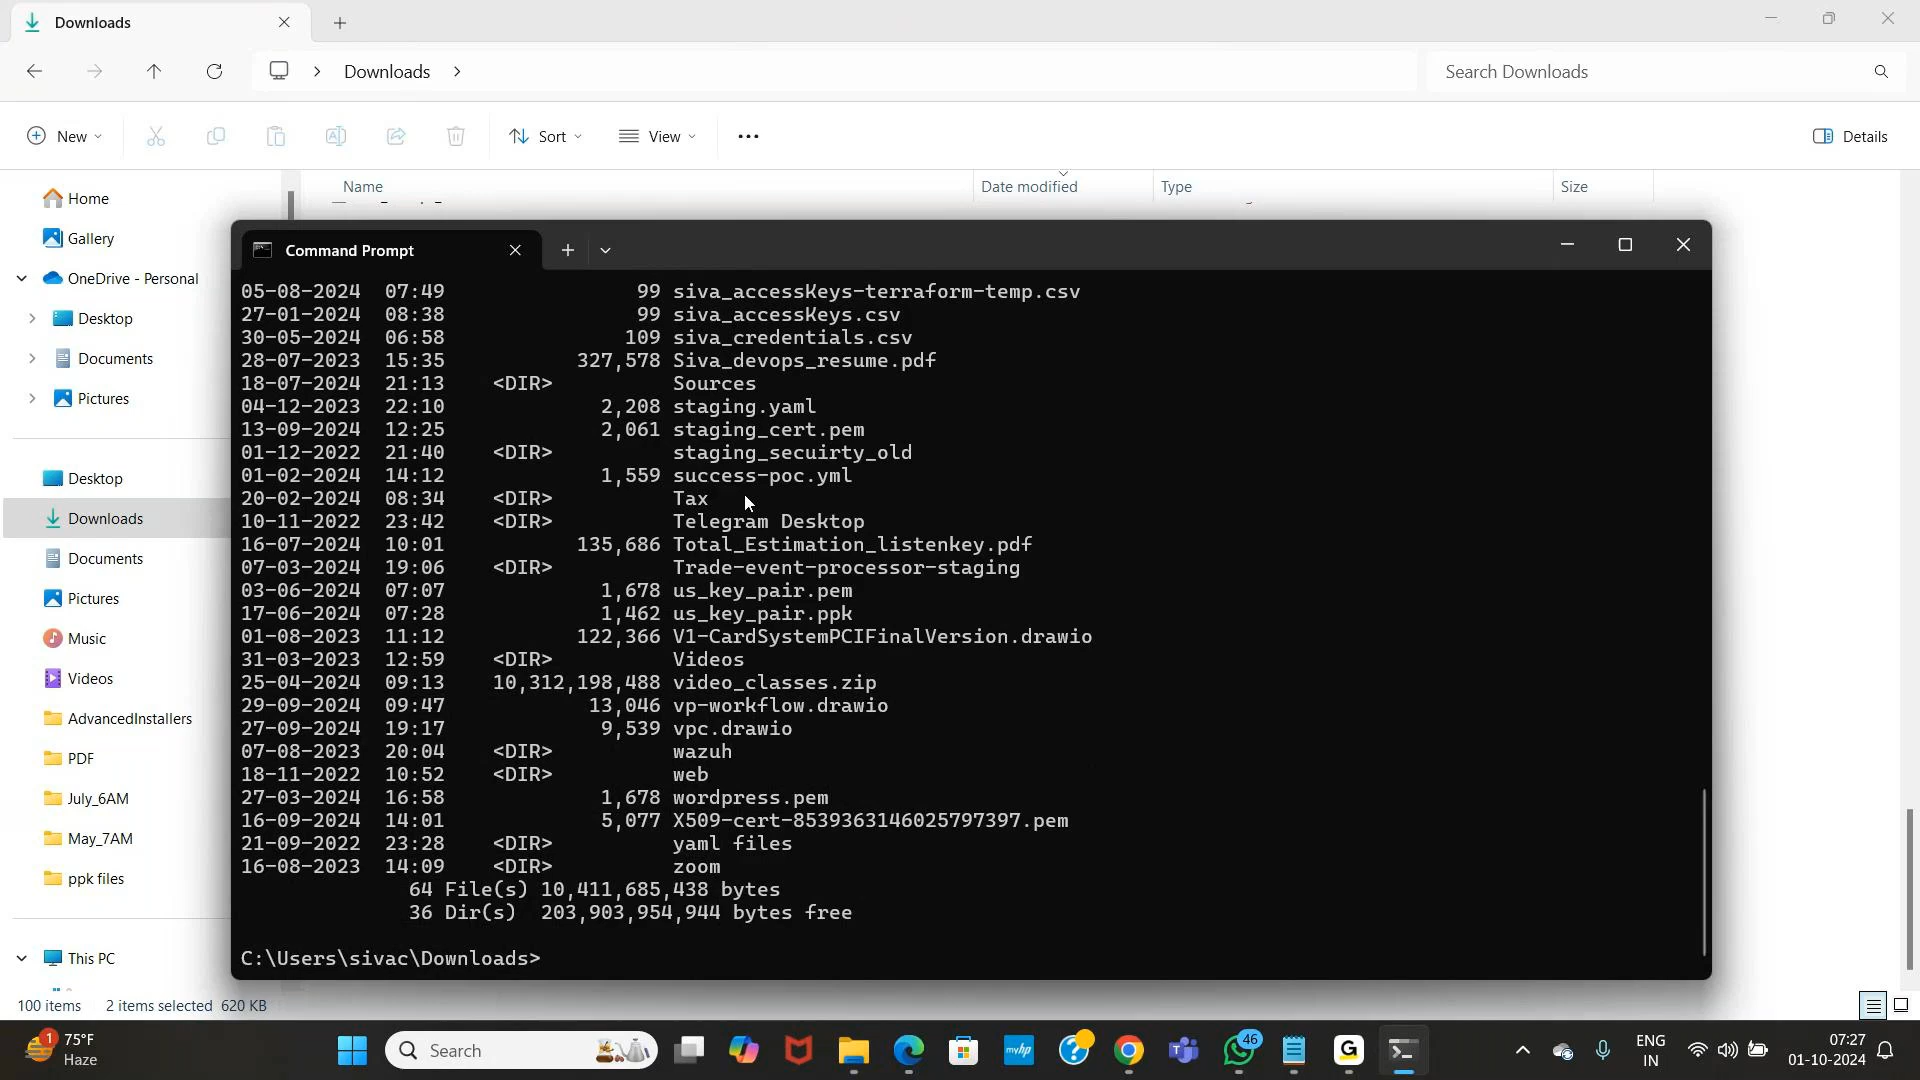 Downloads
Downloads
Search Downloads
New
Sort
View
Details
Name
Date modified
Type
Size
Home
Gallery
OneDrive - Personal
Desktop
Documents
Pictures
Desktop
Downloads
Documents
Pictures
Music
Videos
AdvancedInstallers
PDF
July_6AM
May_7AM
ppk files
This PC
Command Prompt
05-08-2024  07:49                99 siva_accessKeys-terraform-temp.csv
27-01-2024  08:38                99 siva_accessKeys.csv
30-05-2024  06:58               109 siva_credentials.csv
28-07-2023  15:35           327,578 Siva_devops_resume.pdf
18-07-2024  21:13    <DIR>          Sources
04-12-2023  22:10             2,208 staging.yaml
13-09-2024  12:25             2,061 staging_cert.pem
01-12-2022  21:40    <DIR>          staging_secuirty_old
01-02-2024  14:12             1,559 success-poc.yml
20-02-2024  08:34    <DIR>          Tax
10-11-2022  23:42    <DIR>          Telegram Desktop
16-07-2024  10:01           135,686 Total_Estimation_listenkey.pdf
07-03-2024  19:06    <DIR>          Trade-event-processor-staging
03-06-2024  07:07             1,678 us_key_pair.pem
17-06-2024  07:28             1,462 us_key_pair.ppk
01-08-2023  11:12           122,366 V1-CardSystemPCIFinalVersion.drawio
31-03-2023  12:59    <DIR>          Videos
25-04-2024  09:13    10,312,198,488 video_classes.zip
29-09-2024  09:47            13,046 vp-workflow.drawio
27-09-2024  19:17             9,539 vpc.drawio
07-08-2023  20:04    <DIR>          wazuh
18-11-2022  10:52    <DIR>          web
27-03-2024  16:58             1,678 wordpress.pem
16-09-2024  14:01             5,077 X509-cert-8539363146025797397.pem
21-09-2022  23:28    <DIR>          yaml files
16-08-2023  14:09    <DIR>          zoom
64 File(s) 10,411,685,438 bytes
36 Dir(s)  203,903,954,944 bytes free
C:\Users\sivac\Downloads>
100 items 2 items selected 620 KB
1
75°F
Haze
Search
myhp
46
G
ENG
IN
07:27
01-10-2024